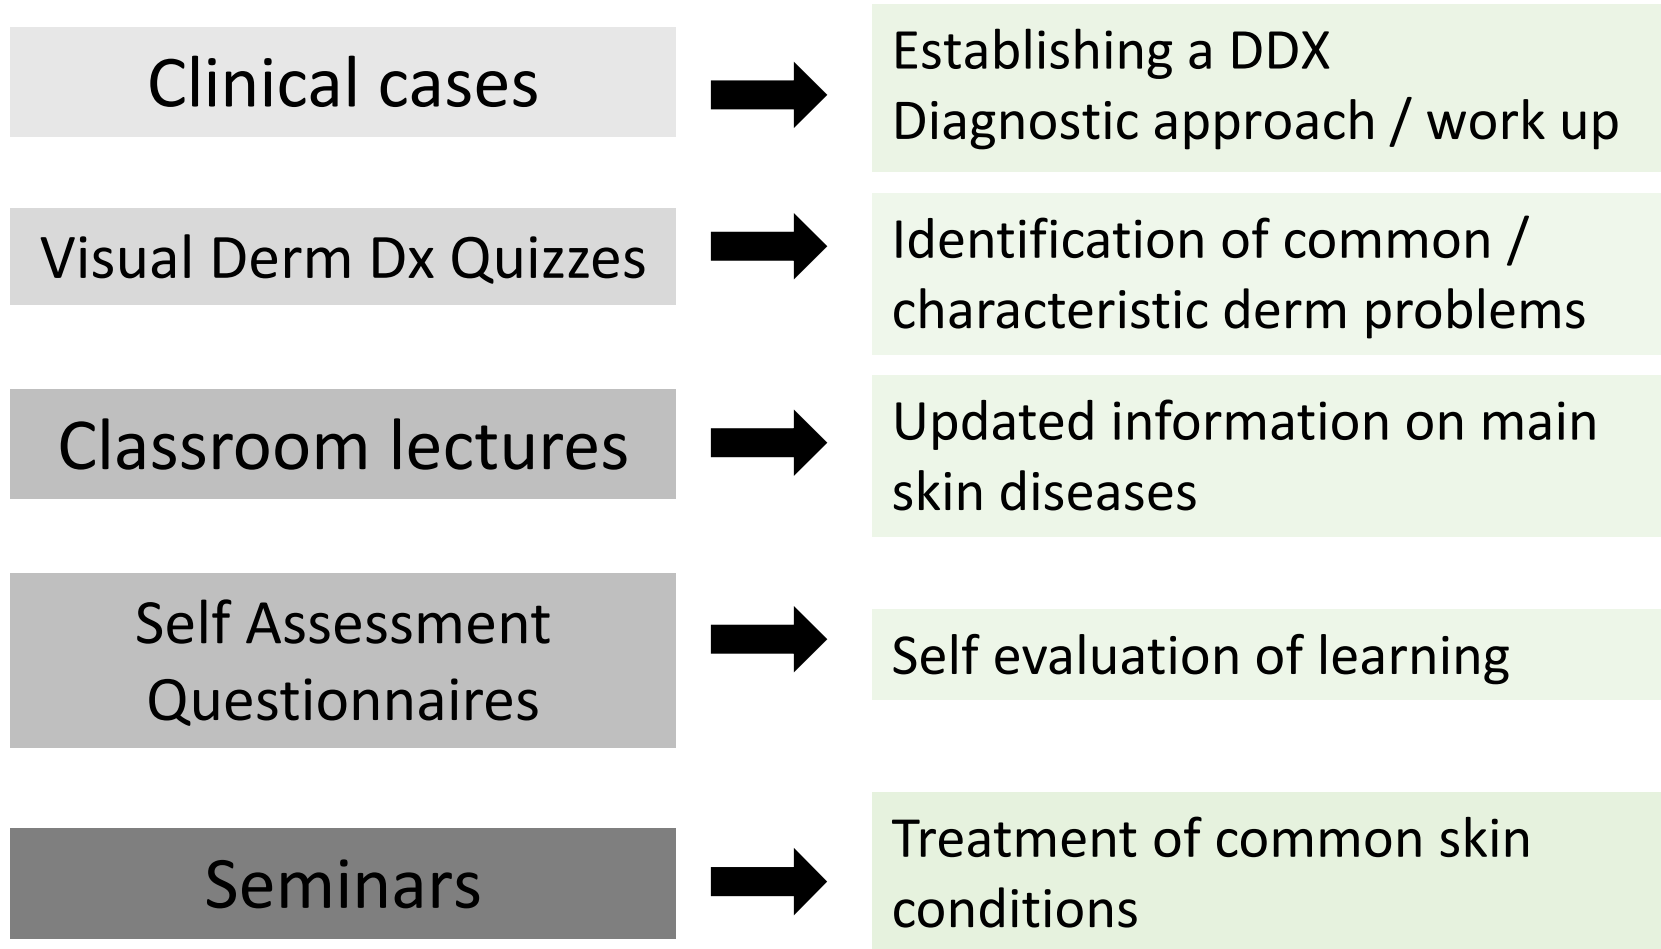 Clinical cases
Establishing a DDX
Diagnostic approach / work up
Visual Derm Dx Quizzes
Identification of common /
characteristic derm problems
Classroom lectures
Updated information on main
skin diseases
Self Assessment
Questionnaires
Self evaluation of learning
Seminars
Treatment of common skin
conditions